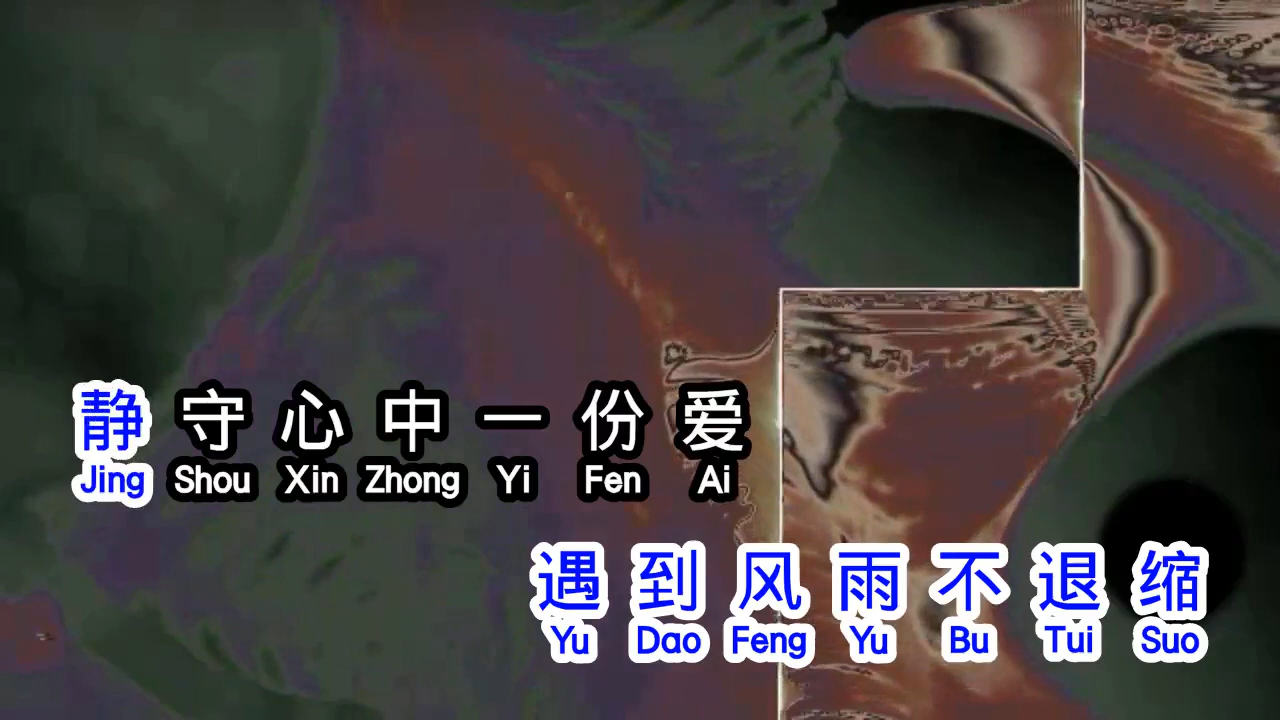 静 守 心 中 一 份 爱
Jing Shou Xin Zhong Yi Fen Ai
遇 到 风 雨 不 退 缩
Yu Dao Feng Yu Bu Tui Suo